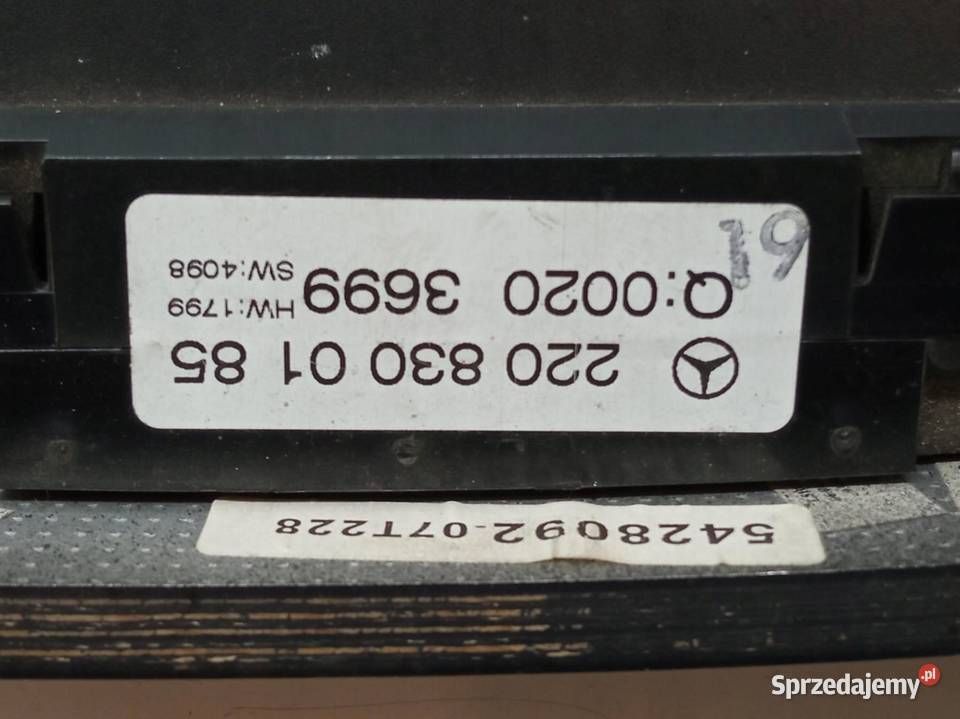 5428092-07T228
220 830 01 85
Q:0020 3699 HW:1799
SW:4098
Sprzedajemy.pl